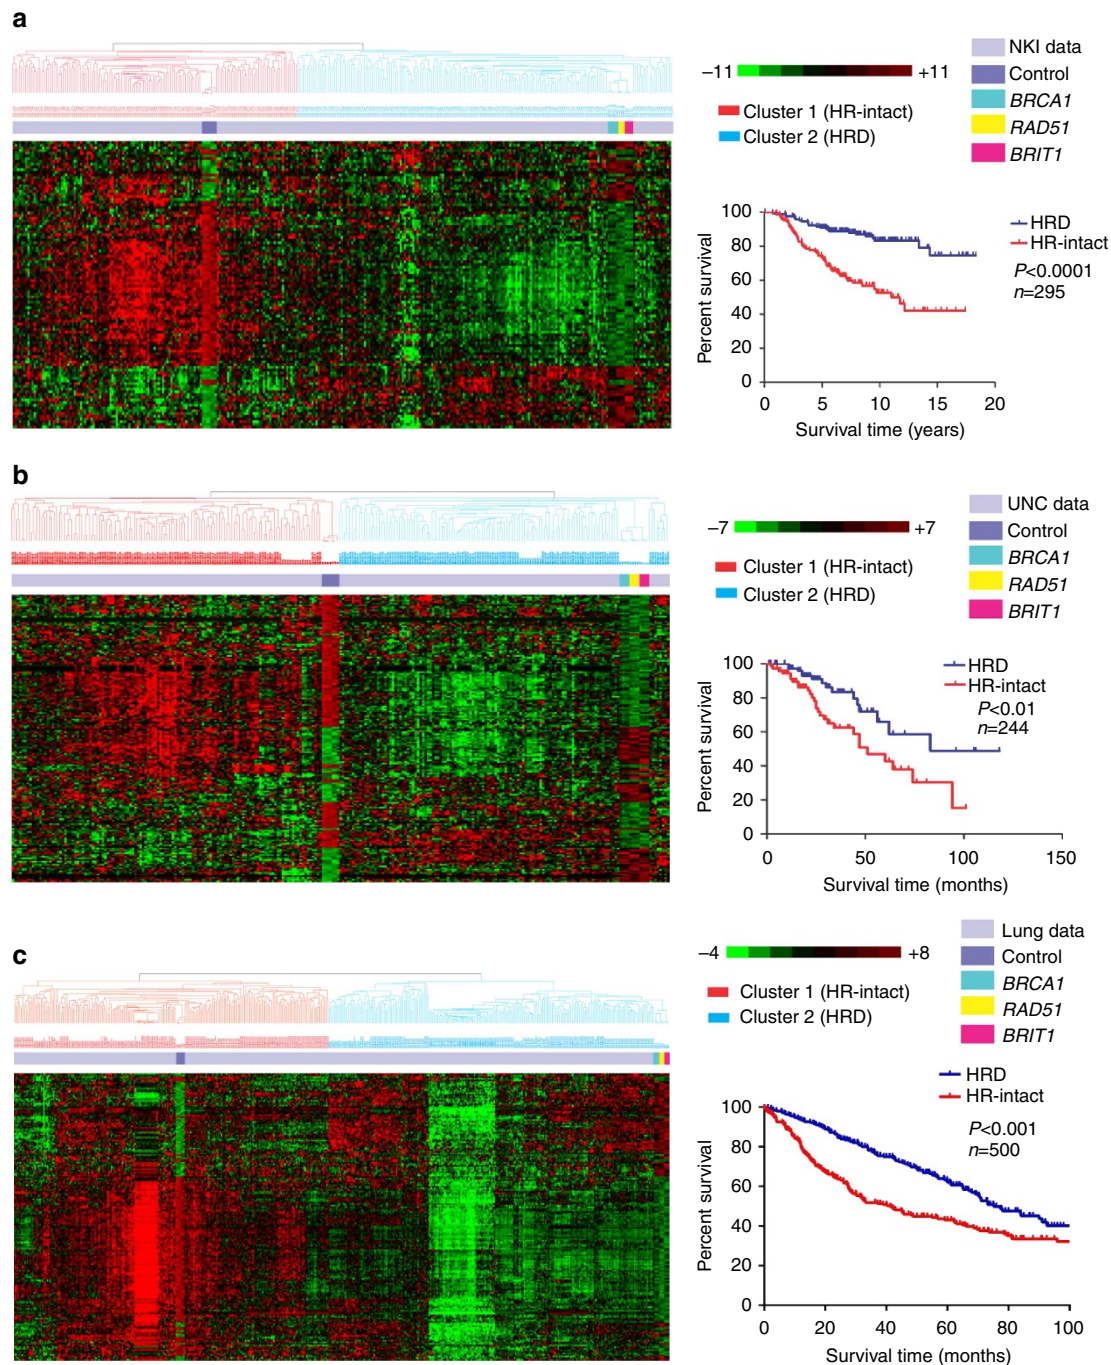 a
−11
+11
NKI data
Control
BRCA1
RAD51
BRIT1
Cluster 1 (HR-intact)
Cluster 2 (HRD)
100
80
60
40
20
0
0
5
10
15
20
Percent survival
Survival time (years)
HRD
HR-intact
P<0.0001
n=295
b
−7
+7
UNC data
Control
BRCA1
RAD51
BRIT1
Cluster 1 (HR-intact)
Cluster 2 (HRD)
100
80
60
40
20
0
0
50
100
150
Percent survival
Survival time (months)
HRD
HR-intact
P<0.01
n=244
c
−4
+8
Lung data
Control
BRCA1
RAD51
BRIT1
Cluster 1 (HR-intact)
Cluster 2 (HRD)
100
80
60
40
20
0
0
20
40
60
80
100
Percent survival
Survival time (months)
HRD
HR-intact
P<0.001
n=500